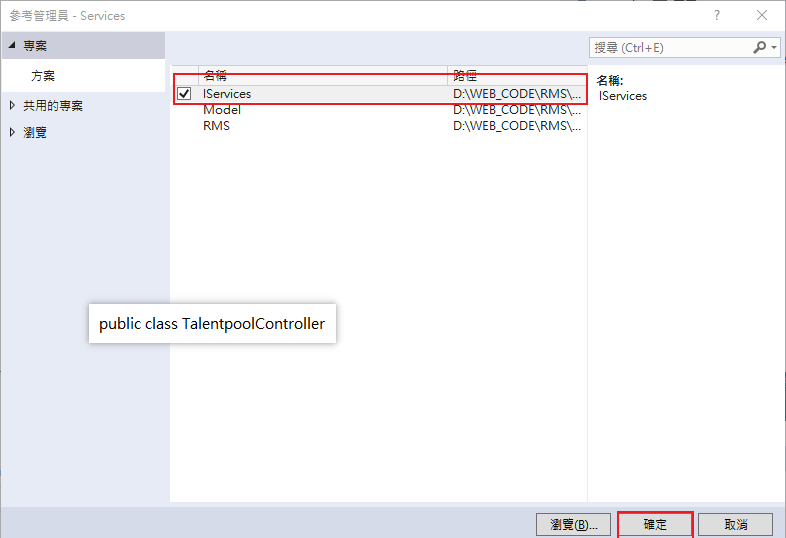 參考管理員 - Services
?
專案
方案
共用的專案
瀏覽
搜尋 (Ctrl+E)
名稱 路徑
IServices D:\WEB_CODE\RMS\...
Model D:\WEB_CODE\RMS\...
RMS D:\WEB_CODE\RMS\...
名稱:
IServices
public class TalentpoolController
瀏覽(B)... 確定 取消